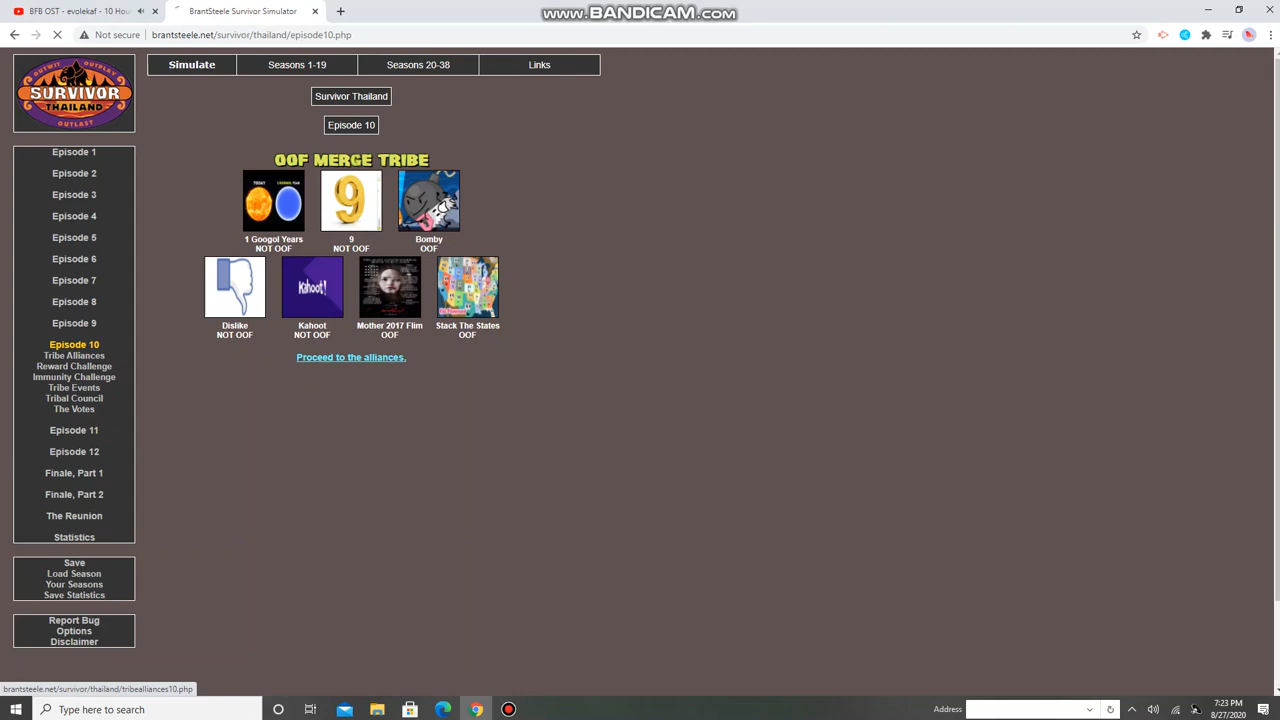 BFB OST - evolekaf - 10 Hou
BrantSteele Survivor Simulator
WWW.BANDICAM.COM
Not secure
brantsteele.net/survivor/thailand/episode10.php
OUTWIT OUTPLAY
SURVIVOR
THAILAND
OUTLAST
Simulate
Seasons 1-19
Seasons 20-38
Links
Survivor Thailand
Episode 10
OOF MERGE TRIBE
TODAY
9
1 Googol Years
NOT OOF
9
NOT OOF
Bomby
OOF
Kahoot!
Dislike
NOT OOF
Kahoot
NOT OOF
Mother 2017 Flim
OOF
Stack The States
OOF
Proceed to the alliances.
Episode 1
Episode 2
Episode 3
Episode 4
Episode 5
Episode 6
Episode 7
Episode 8
Episode 9
Episode 10
Tribe Alliances
Reward Challenge
Immunity Challenge
Tribe Events
Tribal Council
The Votes
Episode 11
Episode 12
Finale, Part 1
Finale, Part 2
The Reunion
Statistics
Save
Load Season
Your Seasons
Save Statistics
Report Bug
Options
Disclaimer
brantsteele.net/survivor/thailand/tribealliances10.php
Type here to search
Address
7:23 PM
8/27/2020